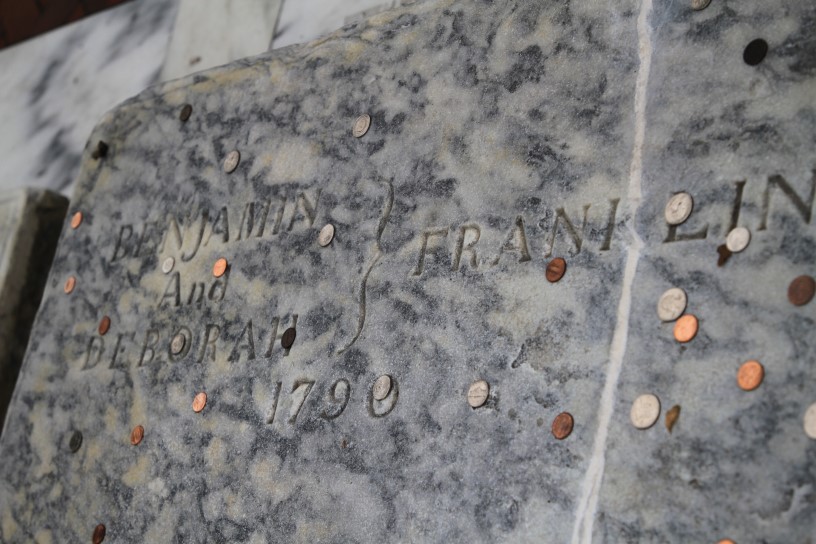 BENJAMIN
And
DEBORAH
FRANKLIN
1790